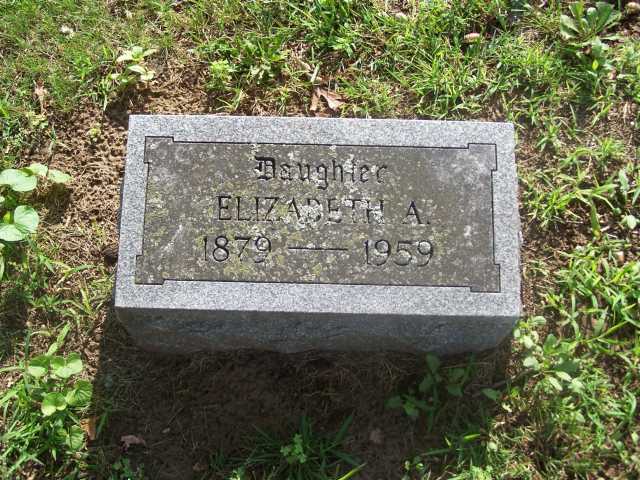 Daughter
ELIZABETH A.
1879 — 1959